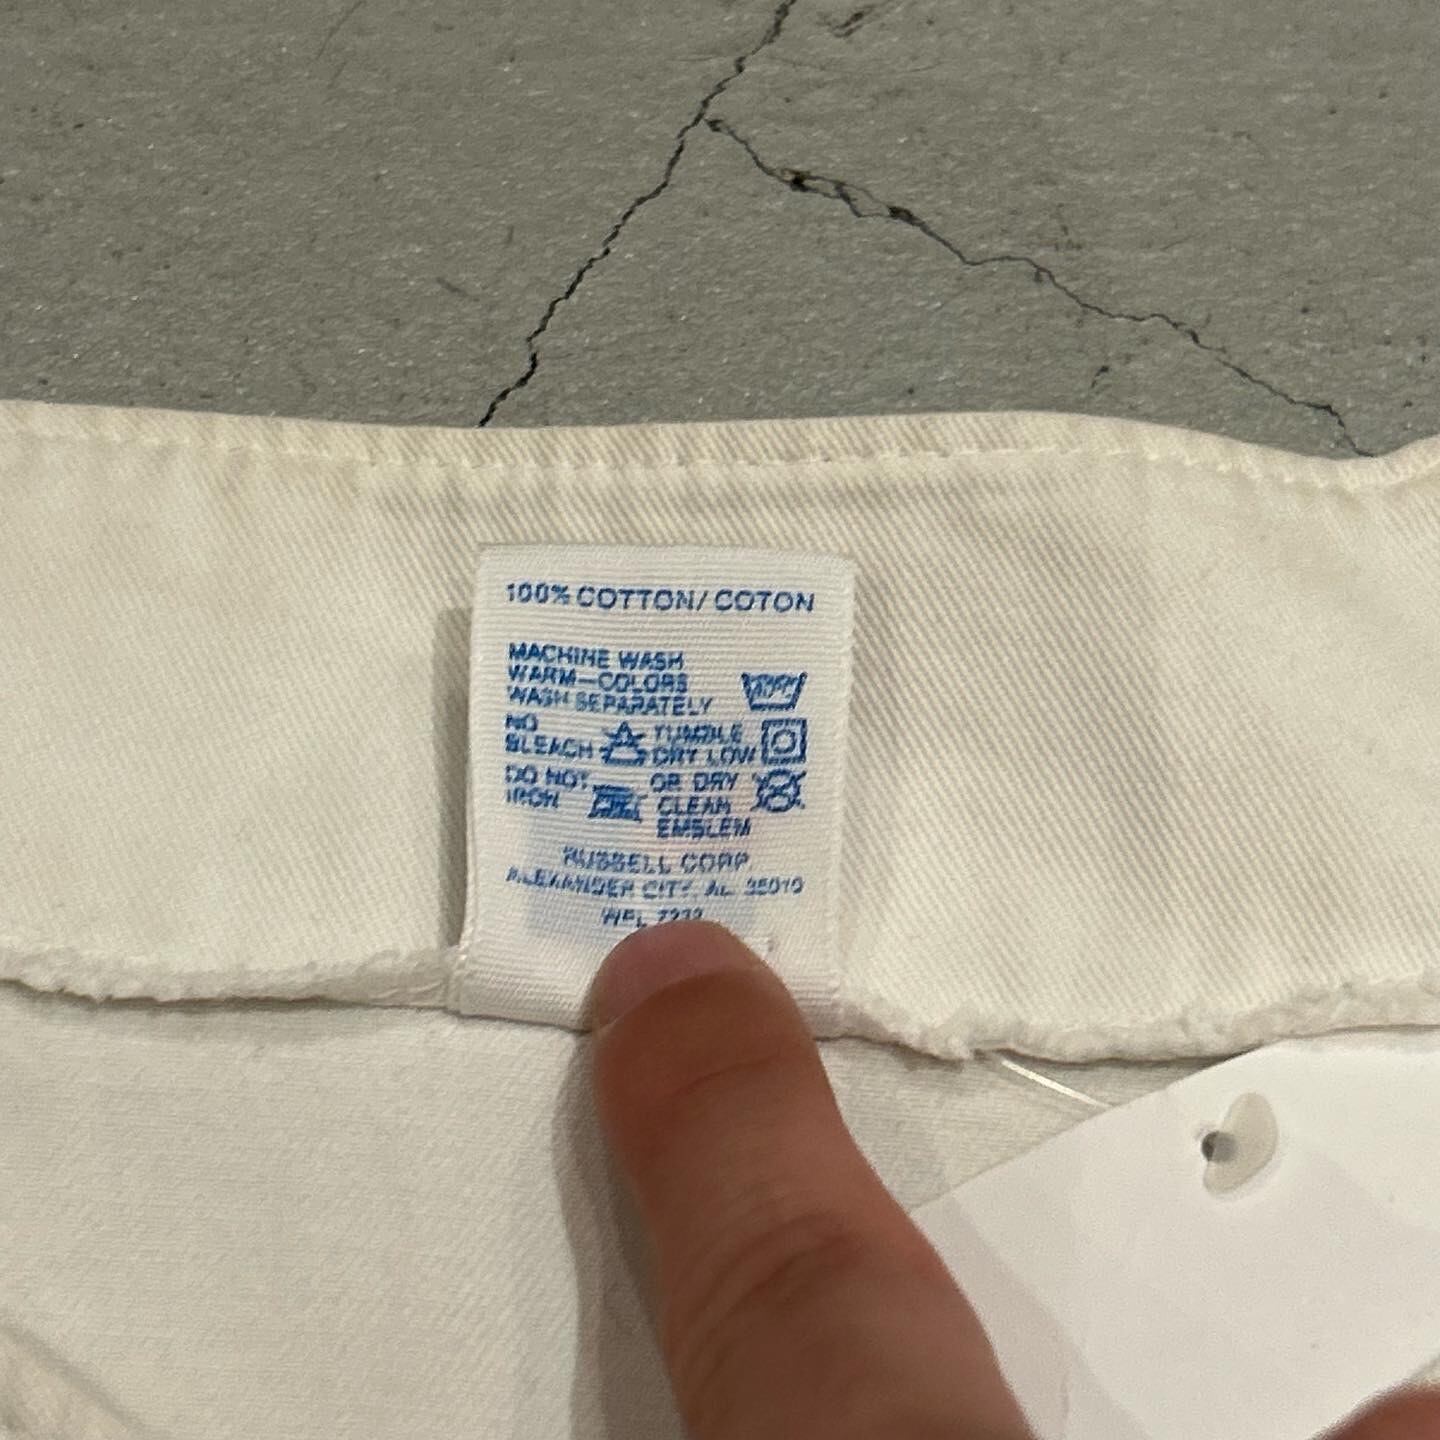 100% COTTON/COTON
MACHINE WASH
WARM—COLORS
WASH SEPARATELY
NO
BLEACH
TUMBLE
DRY LOW
DO NOT
IRON
OR DRY
CLEAN
EMBLEM
RUSSELL CORP.
ALEXANDER CITY, AL 35010
WPL